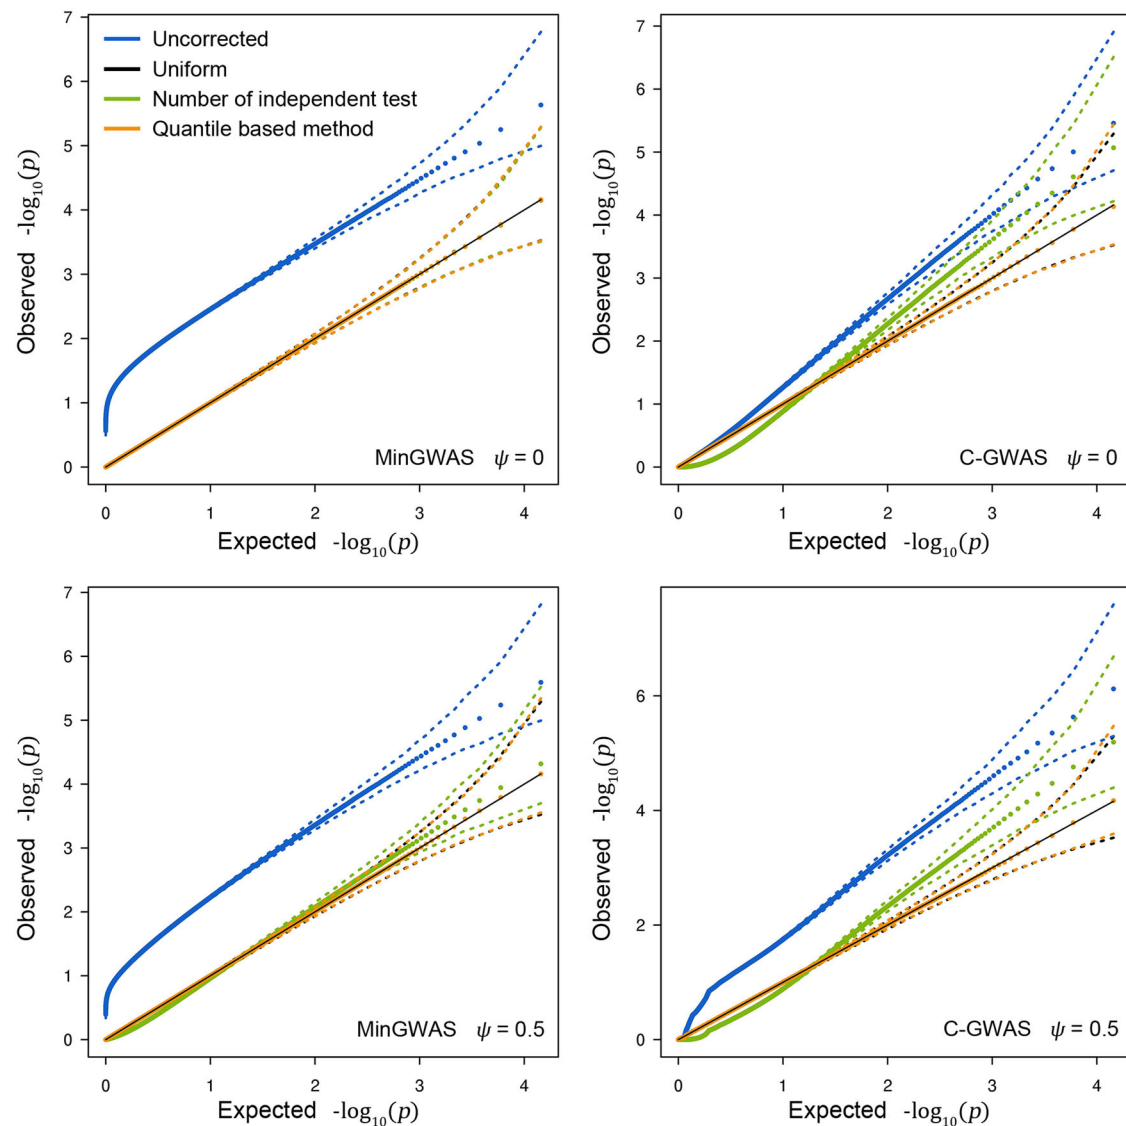 7
6
5
4
3
2
1
0
Observed -log₁₀(p)
Uncorrected
Uniform
Number of independent test
Quantile based method
MinGWAS ψ = 0
0 1 2 3 4
Expected -log₁₀(p)
7
6
5
4
3
2
1
0
Observed -log₁₀(p)
C-GWAS ψ = 0
0 1 2 3 4
Expected -log₁₀(p)
7
6
5
4
3
2
1
0
Observed -log₁₀(p)
MinGWAS ψ = 0.5
0 1 2 3 4
Expected -log₁₀(p)
6
4
2
0
Observed -log₁₀(p)
C-GWAS ψ = 0.5
0 1 2 3 4
Expected -log₁₀(p)